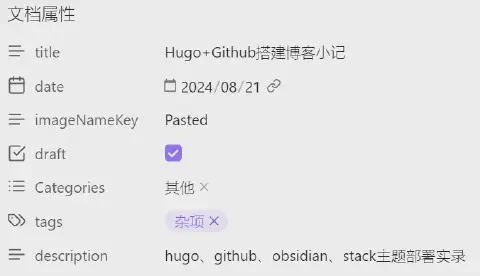 文档属性
title Hugo+Github搭建博客小记
date 2024/08/21
imageNameKey Pasted
draft
Categories 其他 ×
tags 杂项 ×
description hugo、github、obsidian、stack主题部署实录